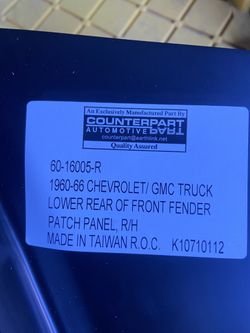 An Exclusively Manufactured Part By
COUNTERPART
AUTOMOTIVE PART
counterpart@earthlink.net
Quality Assured
60-16005-R
1960-66 CHEVROLET/ GMC TRUCK
LOWER REAR OF FRONT FENDER
PATCH PANEL, R/H
MADE IN TAIWAN R.O.C. K10710112